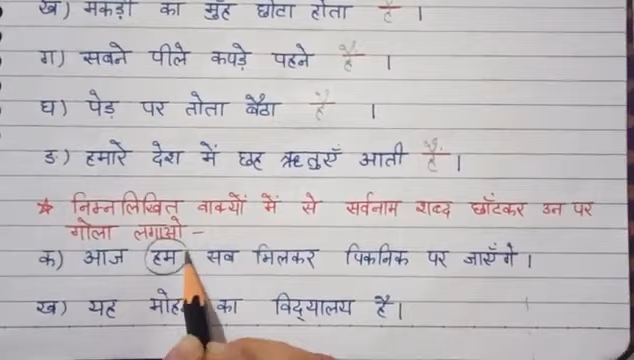 ख) मकड़ी का मुँह छोटा होता है ।
ग) सबने पीले कपड़े पहने हैं ।
घ) पेड़ पर तोता बैठा है ।
ङ) हमारे देश में छह ऋतुएँ आती हैं ।
★ निम्नलिखित वाक्यों में से सर्वनाम शब्द छाँटकर उन पर
गोला लगाओ -
क) आज हम सब मिलकर पिकनिक पर जाएँगे ।
ख) यह का विद्यालय है।